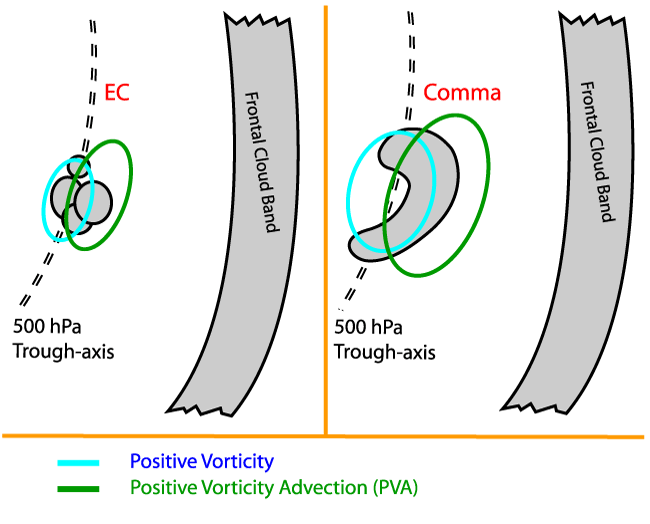 EC
Frontal Cloud Band
500 hPa
Trough-axis
Comma
Frontal Cloud Band
500 hPa
Trough-axis
Positive Vorticity
Positive Vorticity Advection (PVA)